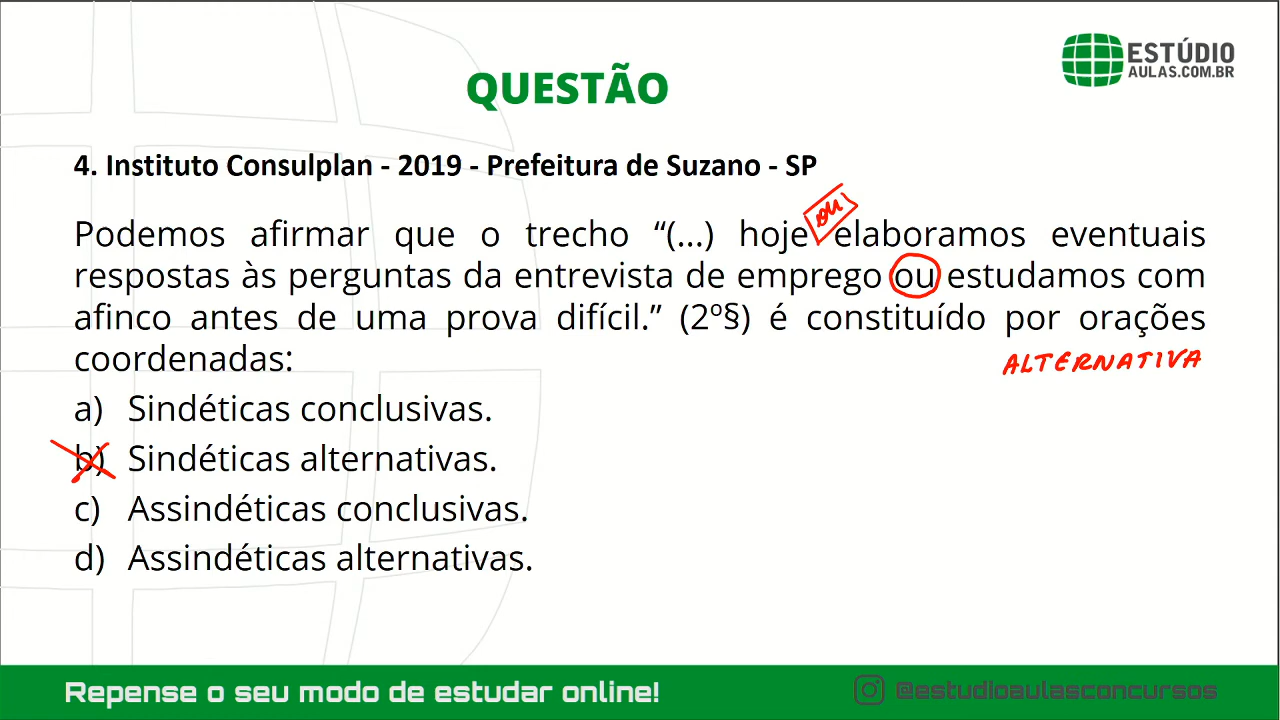 ESTÚDIO
AULAS.COM.BR
QUESTÃO
4. Instituto Consulplan - 2019 - Prefeitura de Suzano - SP
ou
Podemos afirmar que o trecho “(...) hoje elaboramos eventuais
respostas às perguntas da entrevista de emprego ou estudamos com
afinco antes de uma prova difícil.” (2º§) é constituído por orações
coordenadas:
ALTERNATIVA
a) Sindéticas conclusivas.
b) Sindéticas alternativas.
c) Assindéticas conclusivas.
d) Assindéticas alternativas.
Repense o seu modo de estudar online!
@estudioaulasconcursos